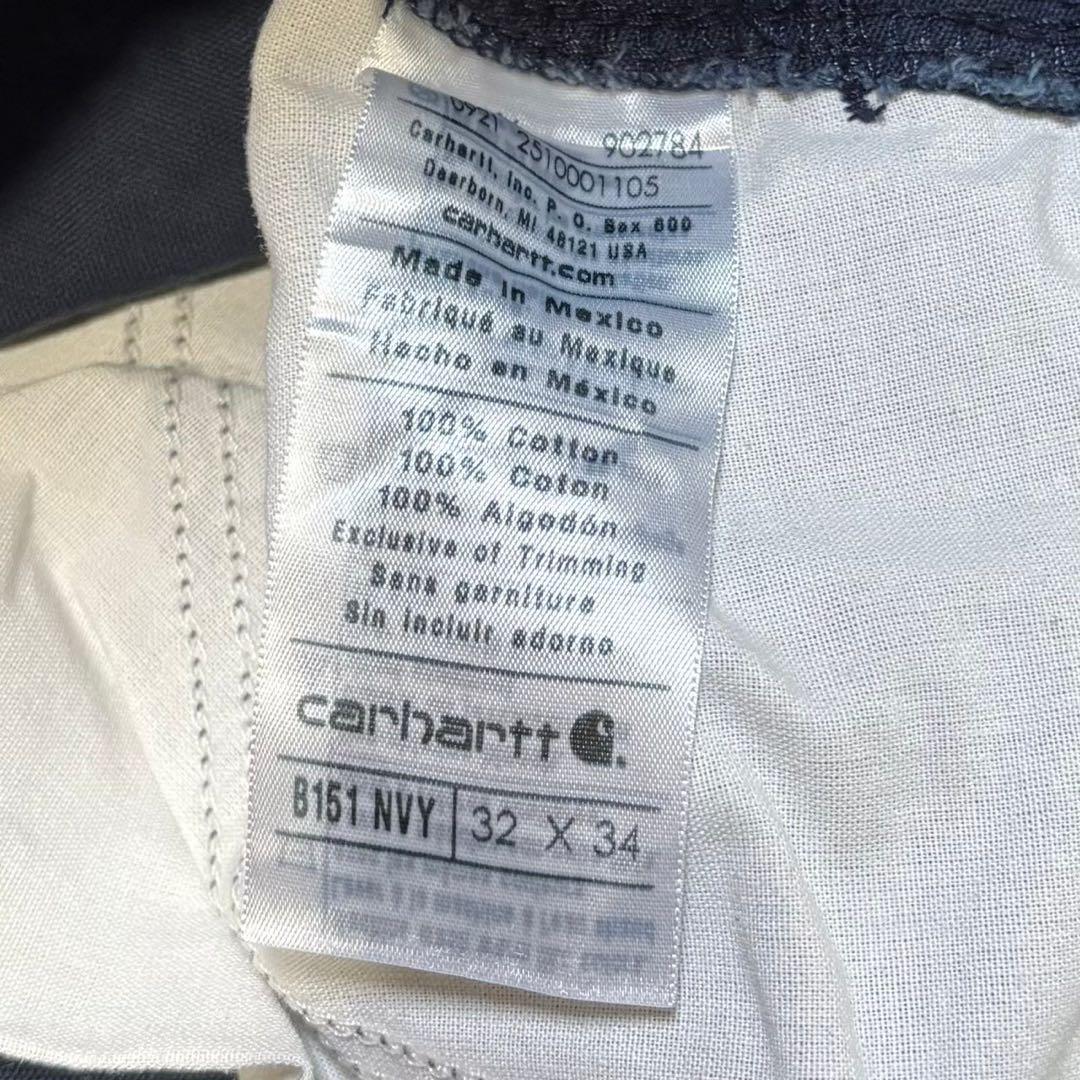 0921 902784
2510001105
Carhartt, Inc. P. O. Box 600
Dearborn, MI 48121 USA
carhartt.com
Made in Mexico
Fabriqué au Mexique
Hecho en México
100% Cotton
100% Coton
100% Algodón
Exclusive of Trimming
Sans garniture
Sin incluir adorno
carhartt
B151 NVY 32 X 34